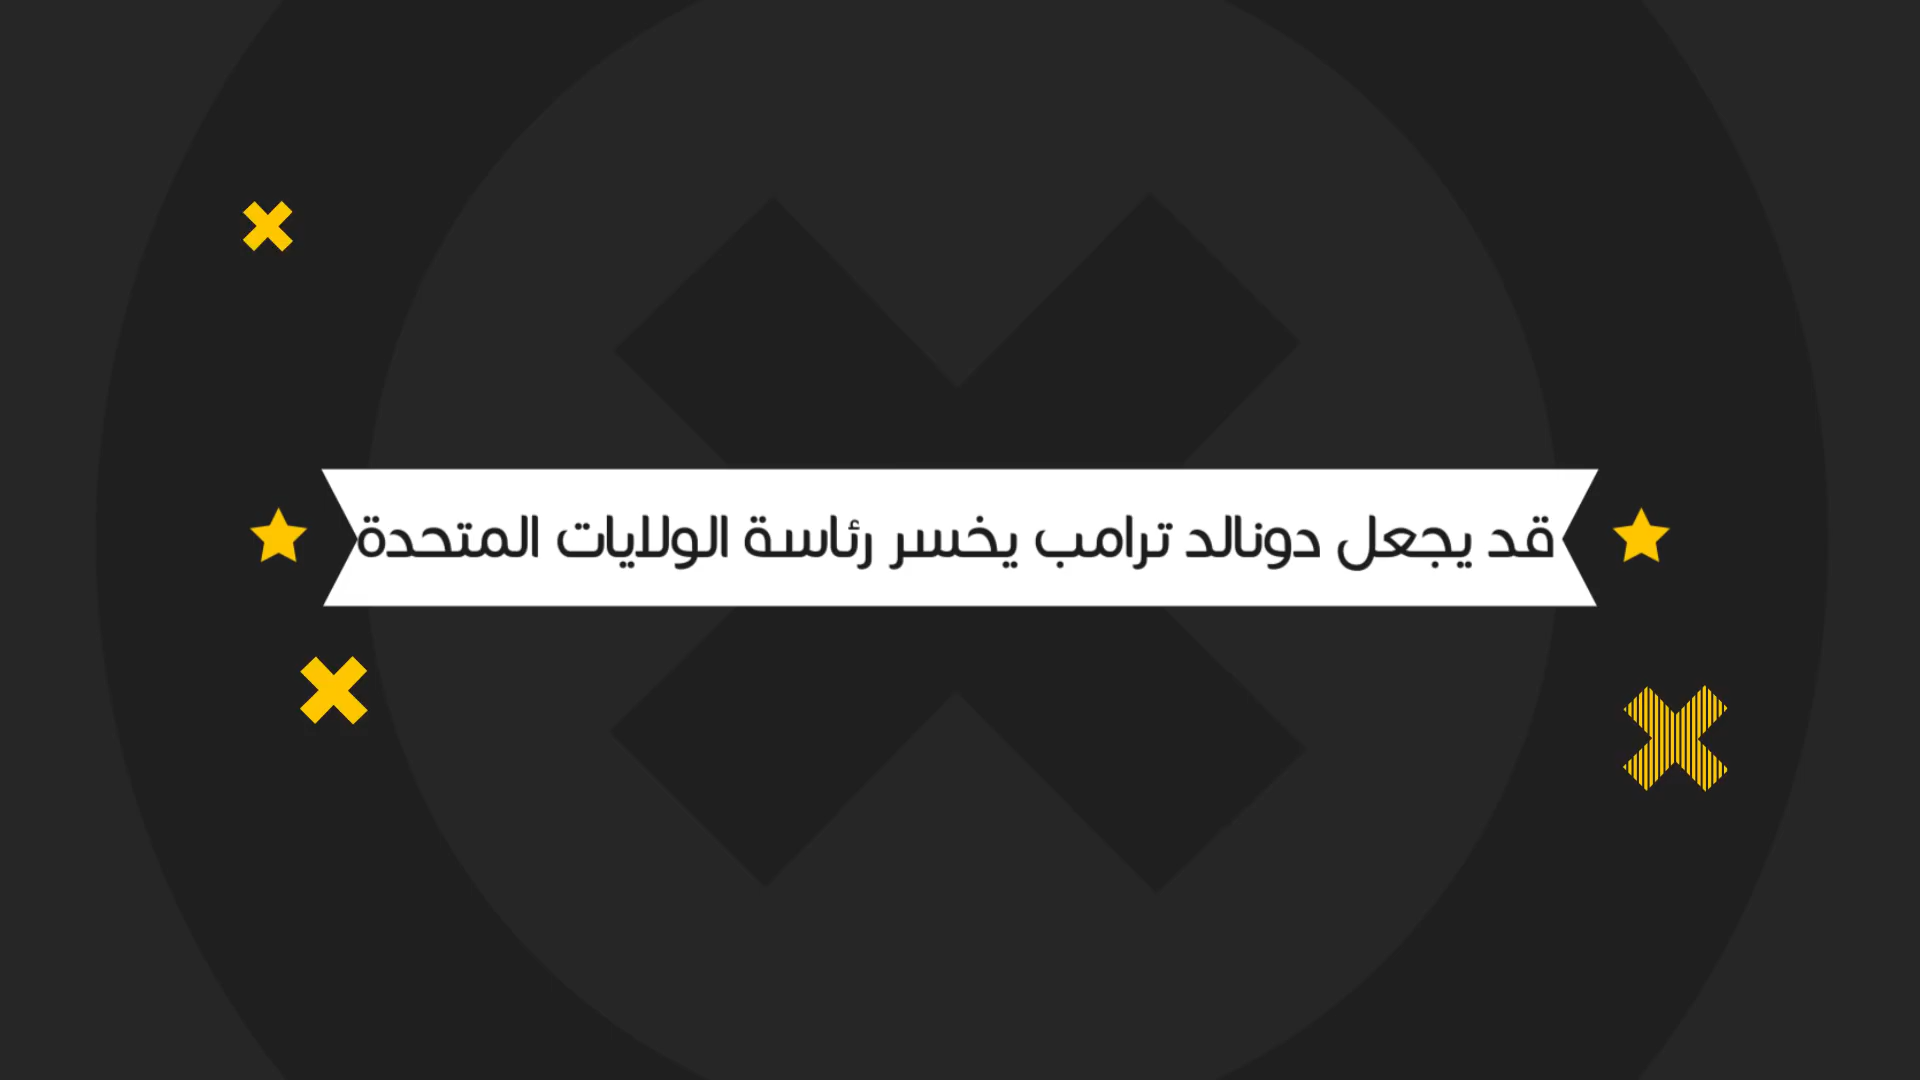 قد يجعل دونالد ترامب يخسر رئاسة الولايات المتحدة